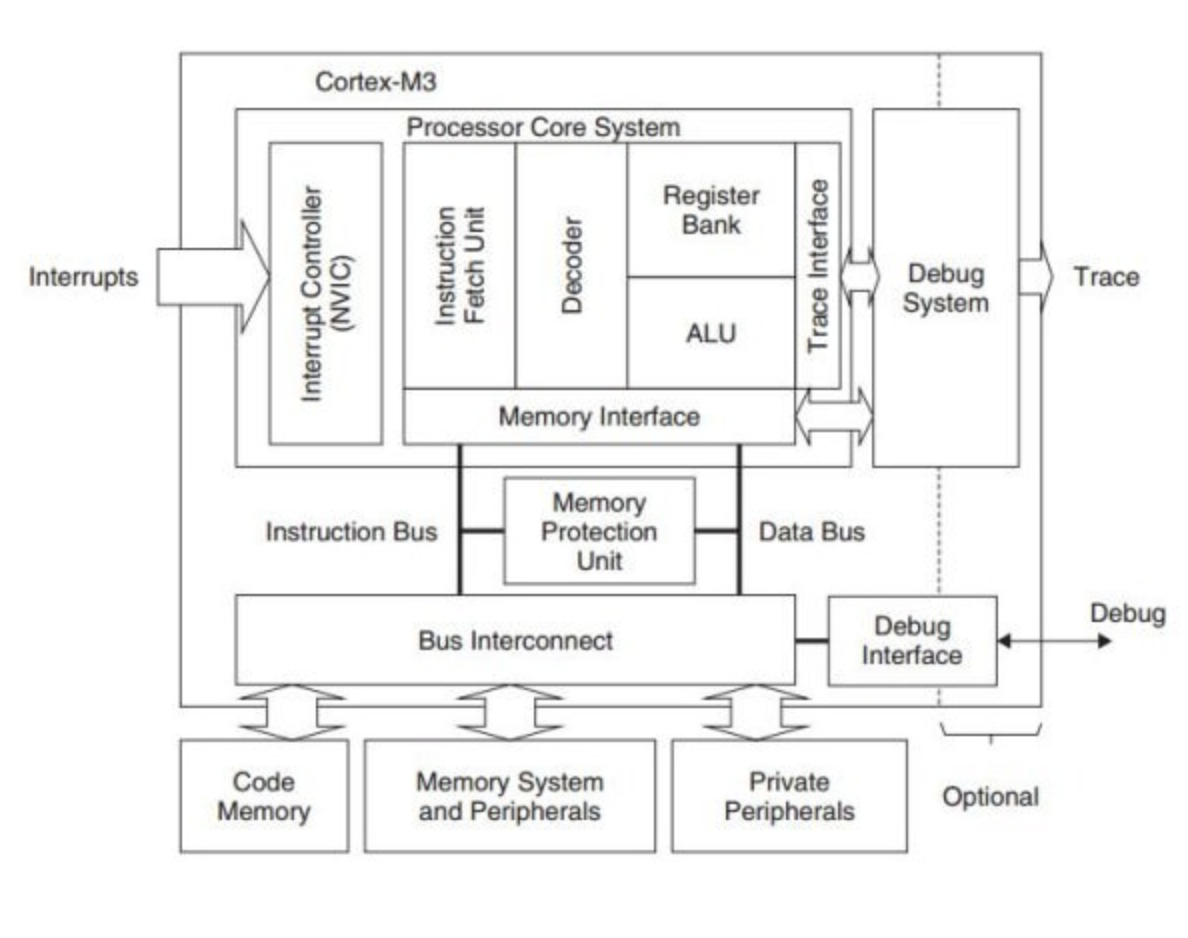 Cortex-M3
Processor Core System
Interrupts
Interrupt Controller
(NVIC)
Instruction
Fetch Unit
Decoder
Register
Bank
ALU
Trace Interface
Debug
System
Trace
Memory Interface
Instruction Bus
Memory
Protection
Unit
Data Bus
Bus Interconnect
Debug
Interface
Debug
Code
Memory
Memory System
and Peripherals
Private
Peripherals
Optional